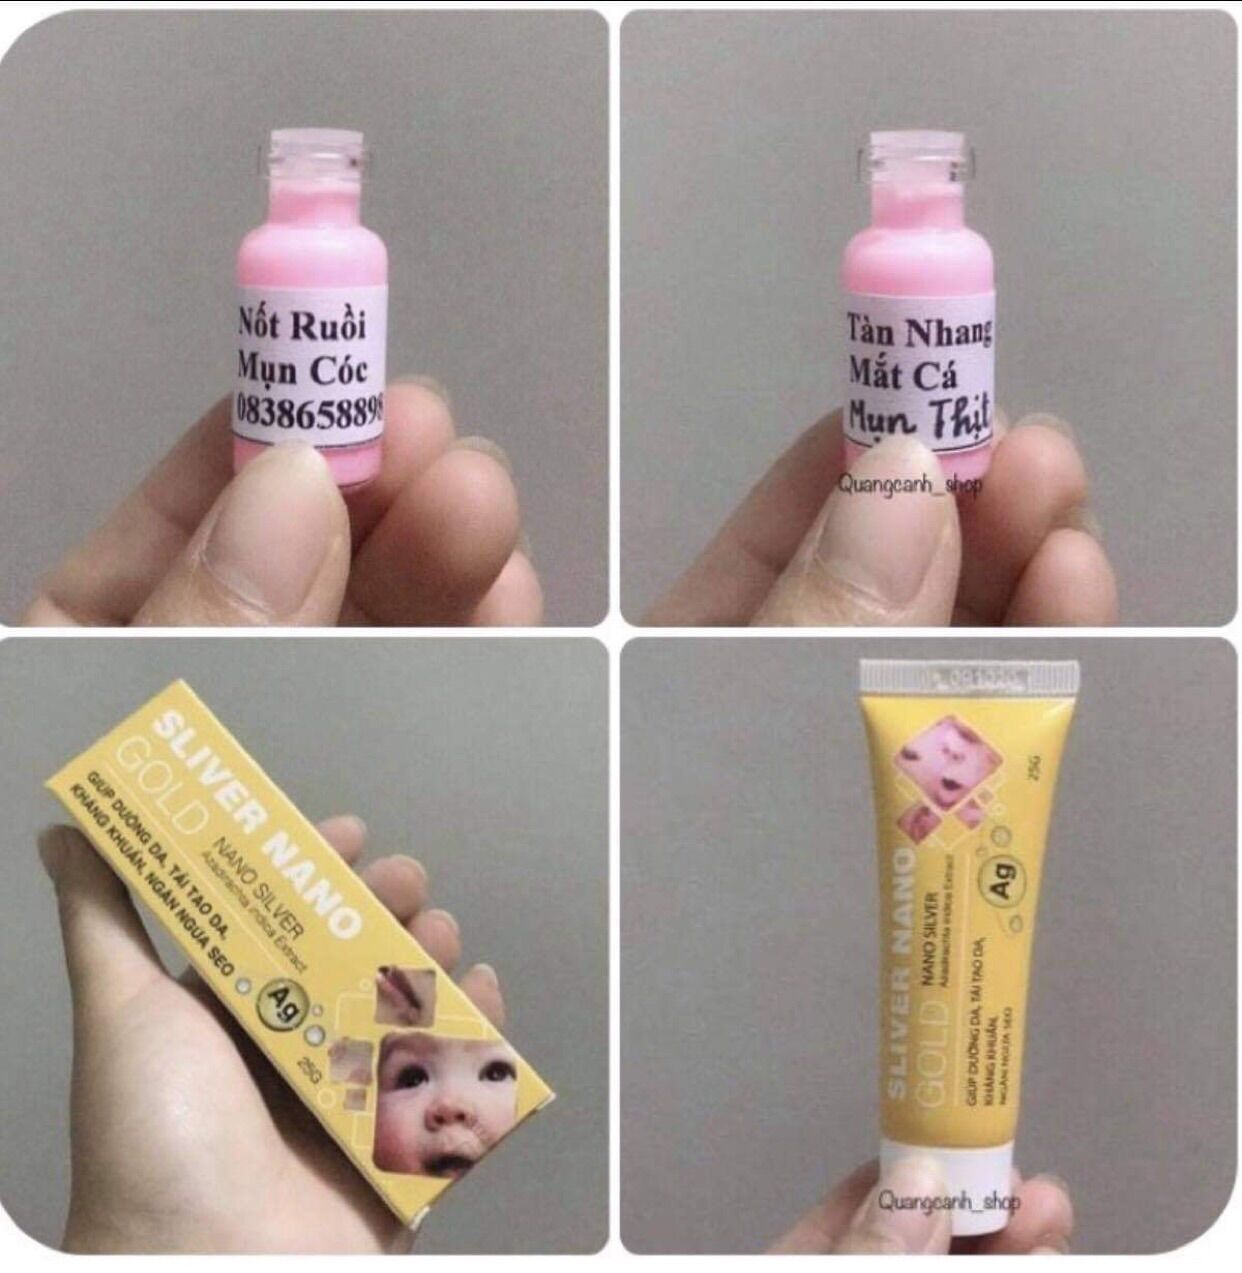 Nốt Ruồi
Mụn Cóc
0838658898
Tàn Nhang
Mắt Cá
Mụn Thịt
Quangcanh_shop
SLIVER NANO
GOLD
NANO SILVER
Azadirachta indica Extract
GIÚP DƯỠNG DA, TÁI TẠO DA,
KHÁNG KHUẨN, NGĂN NGỪA SẸO
Ag
25G
25G
SLIVER NANO
GOLD
NANO SILVER
Azadirachta indica Extract
GIÚP DƯỠNG DA, TÁI TẠO DA,
KHÁNG KHUẨN,
NGĂN NGỪA SẸO
Ag
Quangcanh_shop